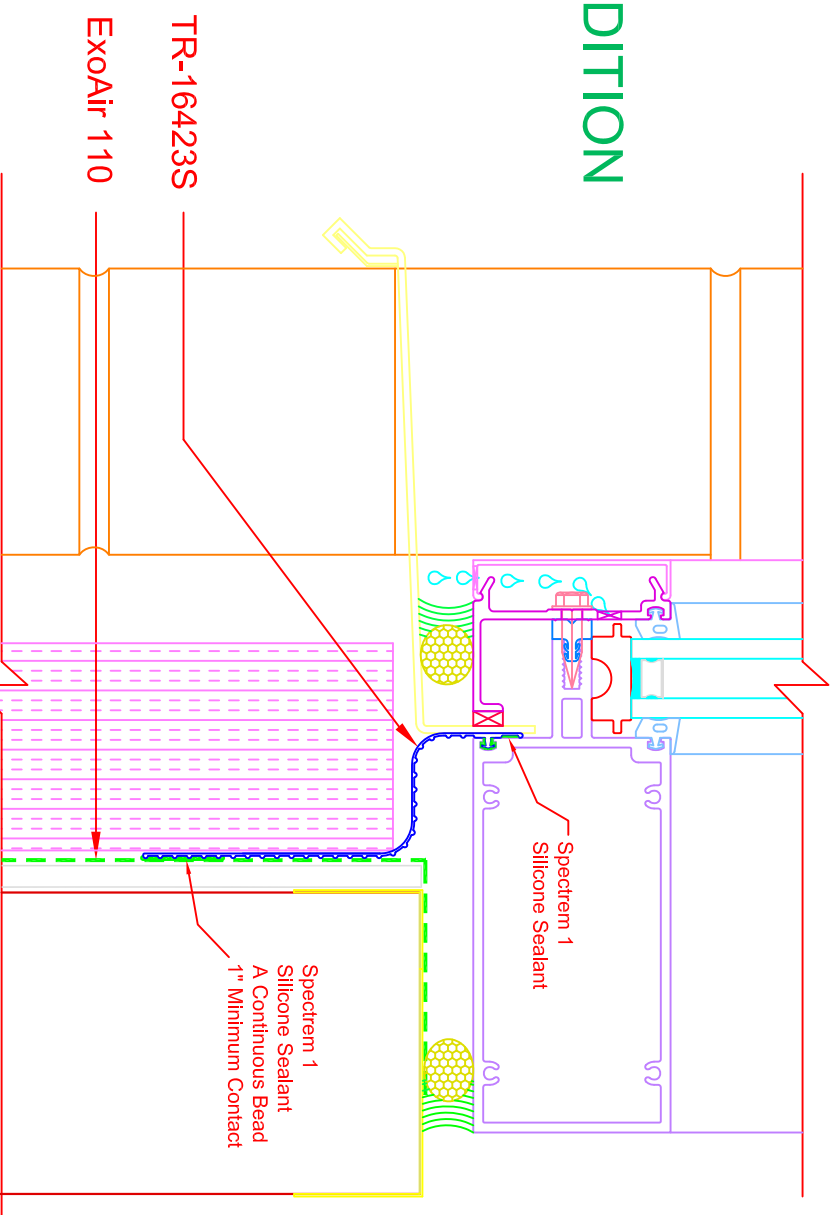 DITION
TR-16423S
ExoAir 110
Spectrem 1
Silicone Sealant
Spectrem 1
Silicone Sealant
A Continuous Bead
1" Minimum Contact